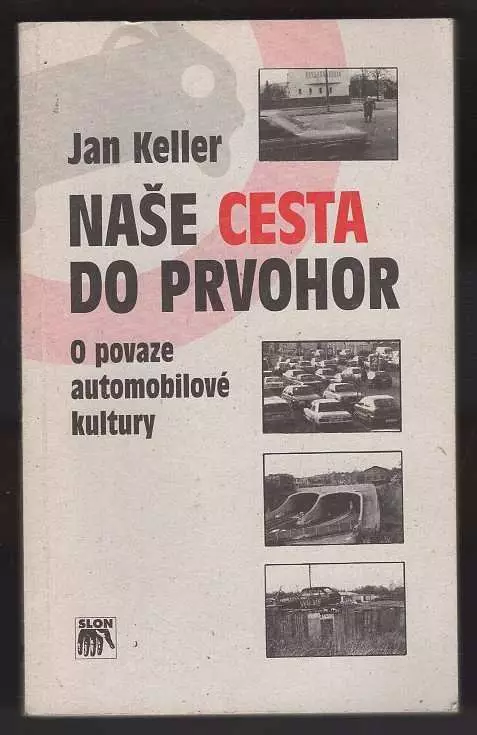 Jan Keller
NAŠE CESTA
DO PRVOHOR
O povaze
automobilové
kultury
SLON